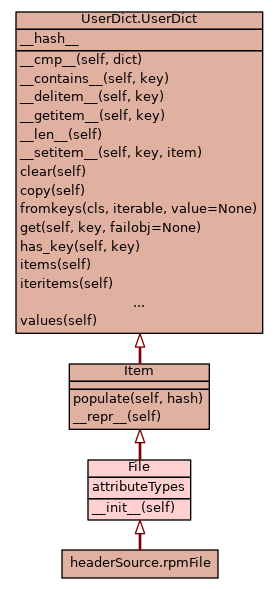 UserDict.UserDict
__hash__
__cmp__(self, dict)
__contains__(self, key)
__delitem__(self, key)
__getitem__(self, key)
__len__(self)
__setitem__(self, key, item)
clear(self)
copy(self)
fromkeys(cls, iterable, value=None)
get(self, key, failobj=None)
has_key(self, key)
items(self)
iteritems(self)
...
values(self)
Item
populate(self, hash)
__repr__(self)
File
attributeTypes
__init__(self)
headerSource.rpmFile